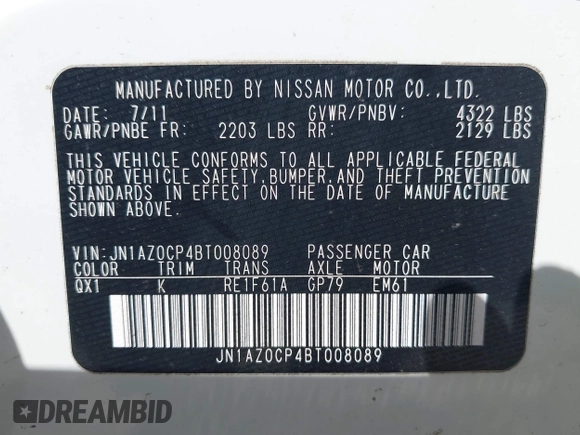 MANUFACTURED BY NISSAN MOTOR CO.,LTD.
DATE: 7/11 GVWR/PNBV: 4322 LBS
GAWR/PNBE FR: 2203 LBS RR: 2129 LBS
THIS VEHICLE CONFORMS TO ALL APPLICABLE FEDERAL
MOTOR VEHICLE SAFETY,BUMPER,AND THEFT PREVENTION
STANDARDS IN EFFECT ON THE DATE OF MANUFACTURE
SHOWN ABOVE.
VIN:JN1AZ0CP4BT008089 PASSENGER CAR
COLOR TRIM TRANS AXLE MOTOR
QX1 K RE1F61A GP79 EM61
JN1AZ0CP4BT008089
DREAMBID